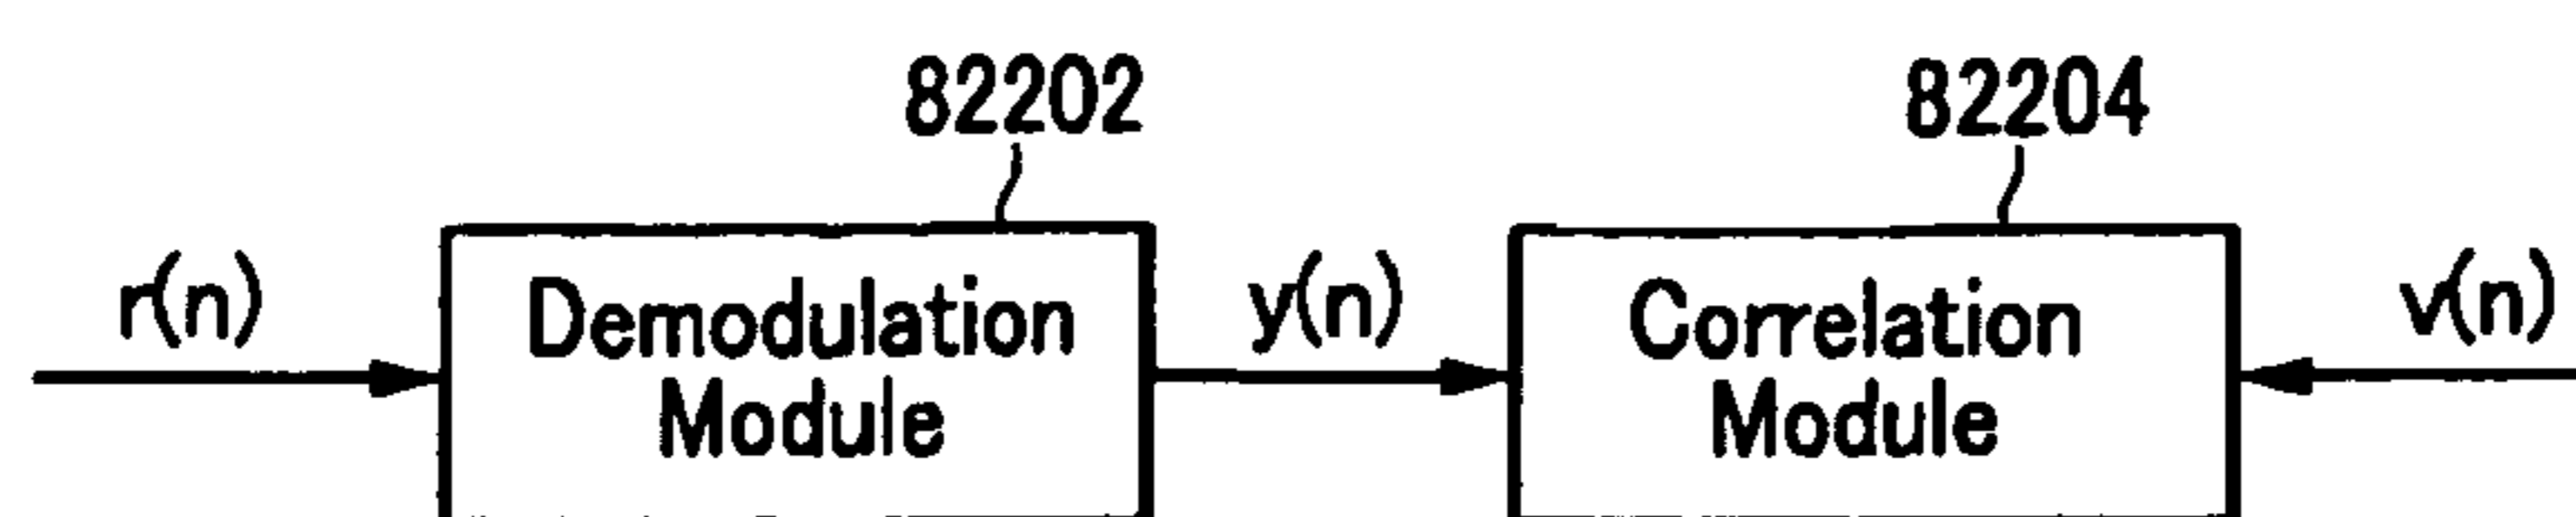 82202
82204
r(n)
Demodulation
Module
y(n)
Correlation
Module
v(n)